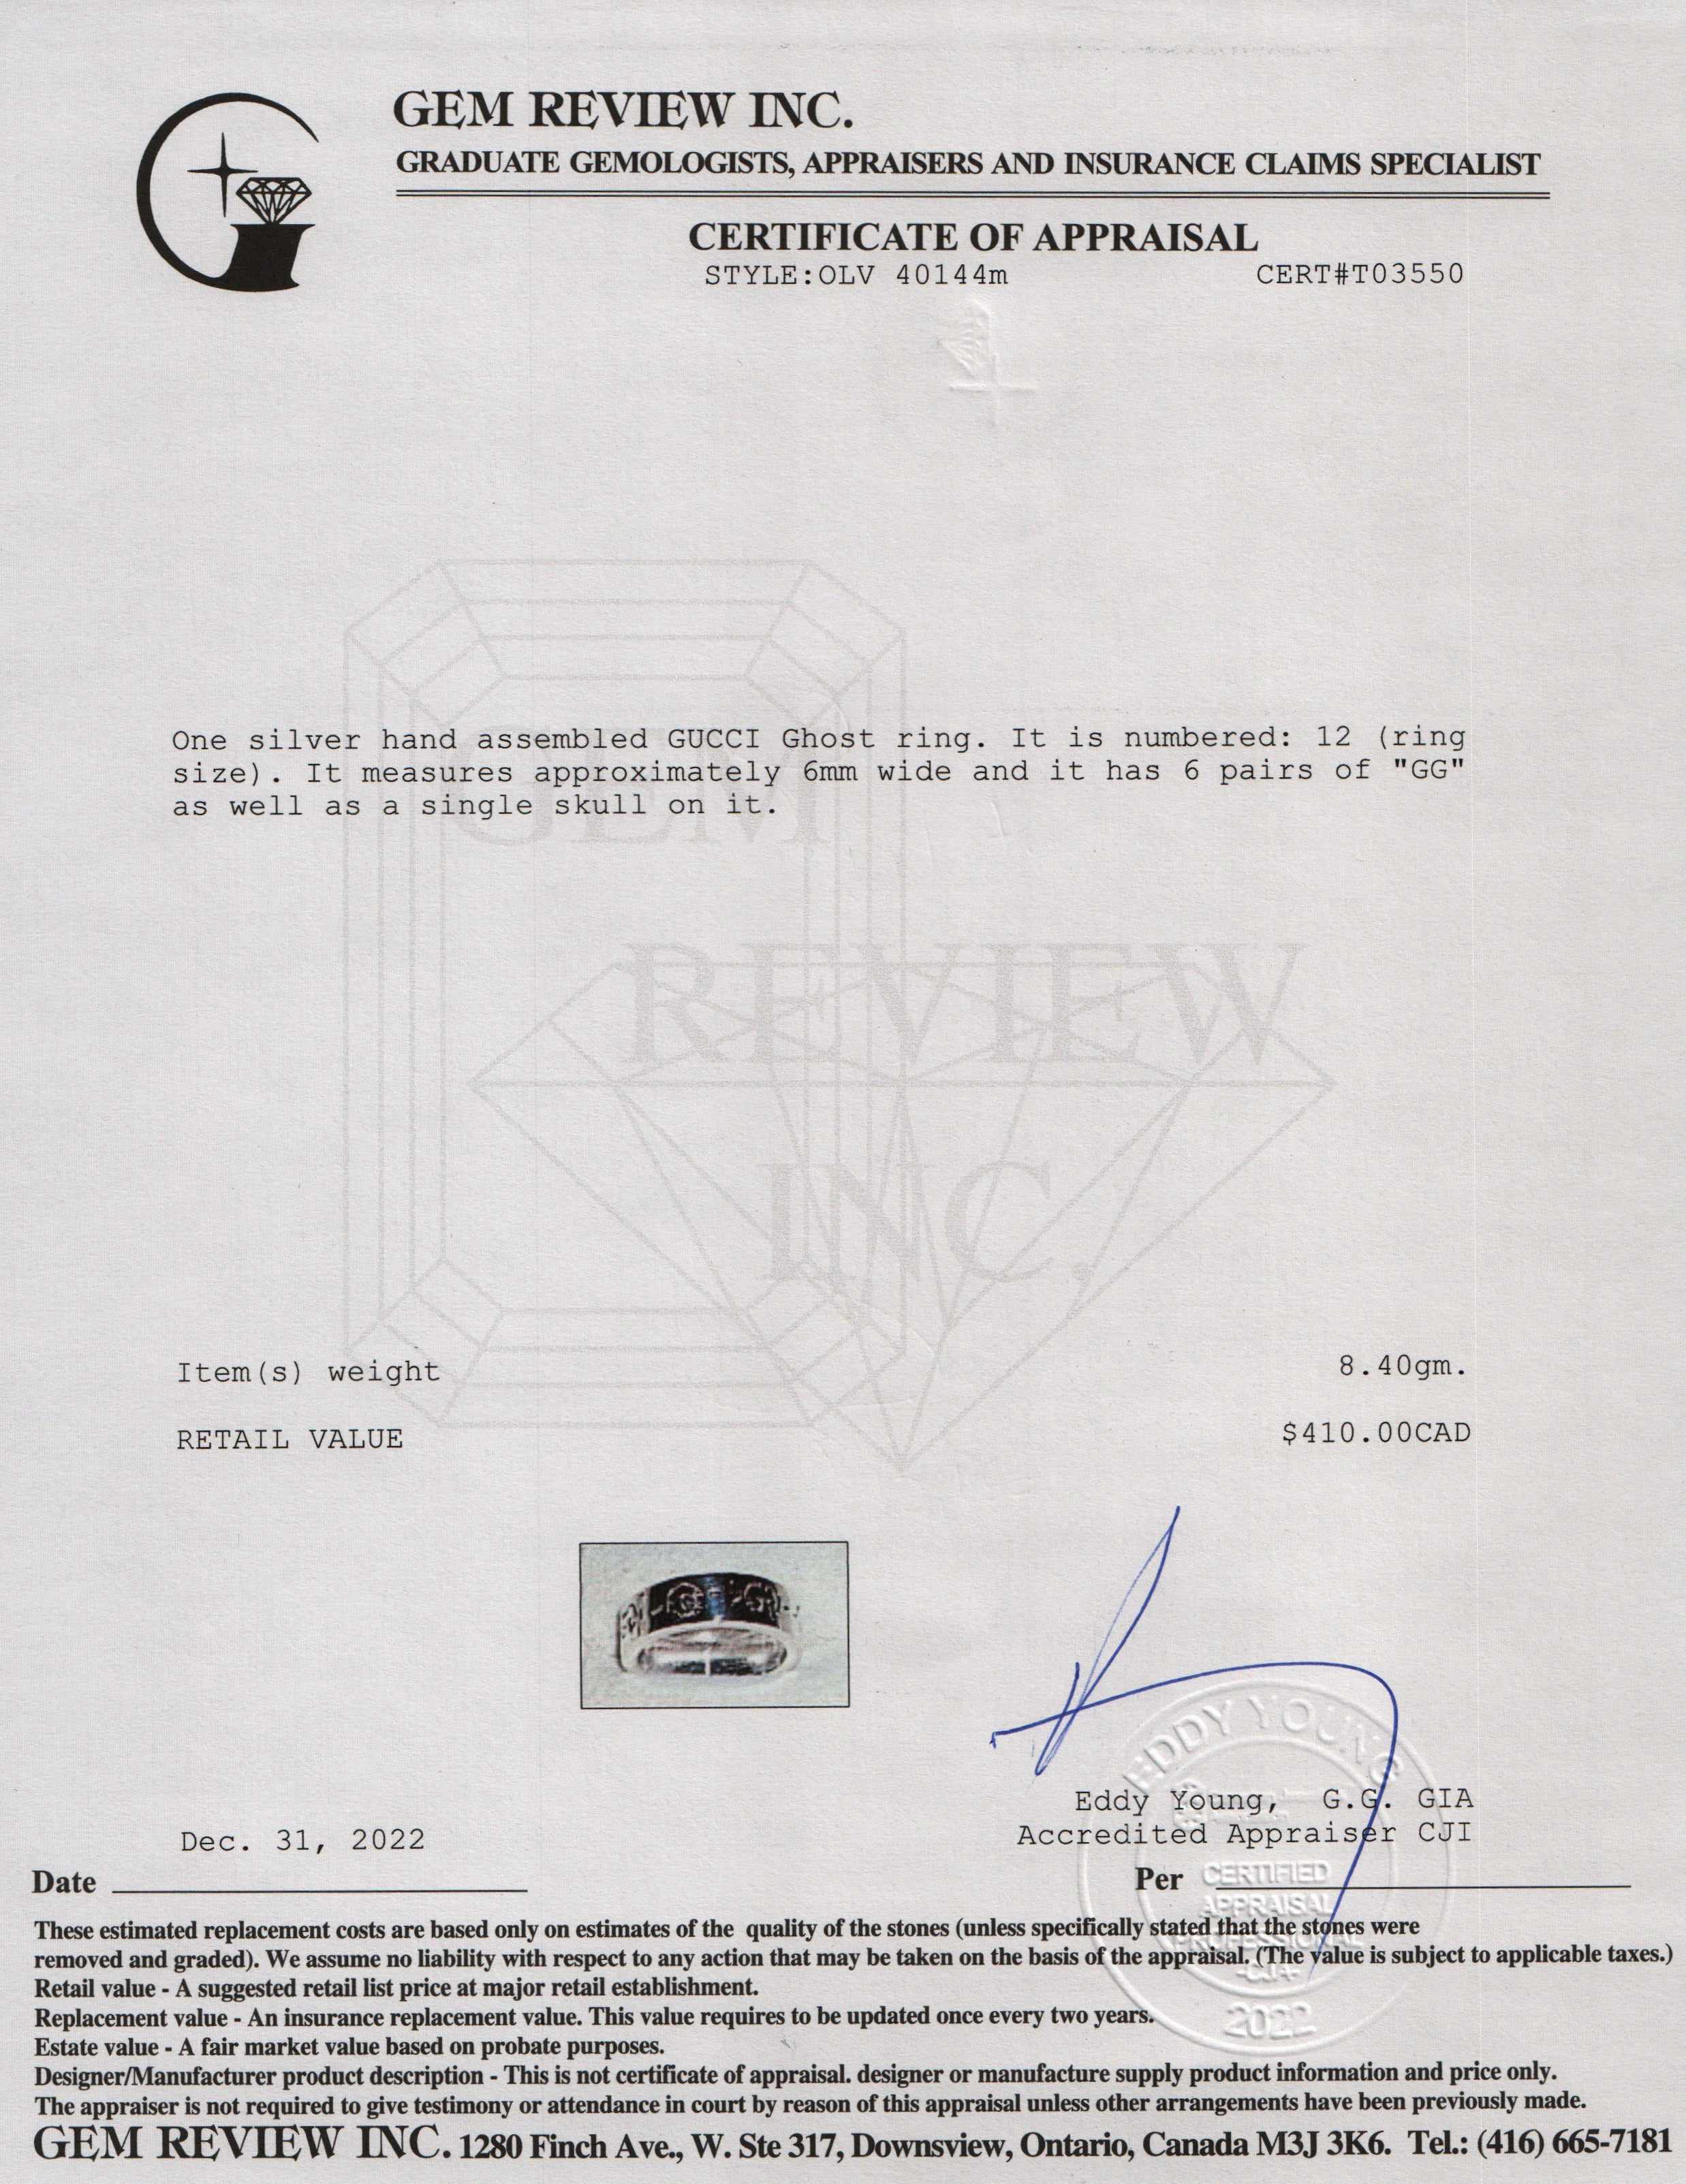 GEM REVIEW INC.
GRADUATE GEMOLOGISTS, APPRAISERS AND INSURANCE CLAIMS SPECIALIST
CERTIFICATE OF APPRAISAL
STYLE:OLV 40144m CERT#T03550
One silver hand assembled GUCCI Ghost ring. It is numbered: 12 (ring
size). It measures approximately 6mm wide and it has 6 pairs of "GG"
as well as a single skull on it.
GEM
REVIEW
INC.
Item(s) weight 8.40gm.
RETAIL VALUE $410.00CAD
EDDY YOUNG
Eddy Young, G.G. GIA
Accredited Appraiser CJI
Dec. 31, 2022
Date
Per
CERTIFIED
APPRAISAL
PROFESSIONAL
-CJA-
2022
These estimated replacement costs are based only on estimates of the quality of the stones (unless specifically stated that the stones were
removed and graded). We assume no liability with respect to any action that may be taken on the basis of the appraisal. (The value is subject to applicable taxes.)
Retail value - A suggested retail list price at major retail establishment.
Replacement value - An insurance replacement value. This value requires to be updated once every two years.
Estate value - A fair market value based on probate purposes.
Designer/Manufacturer product description - This is not certificate of appraisal. designer or manufacture supply product information and price only.
The appraiser is not required to give testimony or attendance in court by reason of this appraisal unless other arrangements have been previously made.
GEM REVIEW INC. 1280 Finch Ave., W. Ste 317, Downsview, Ontario, Canada M3J 3K6. Tel.: (416) 665-7181